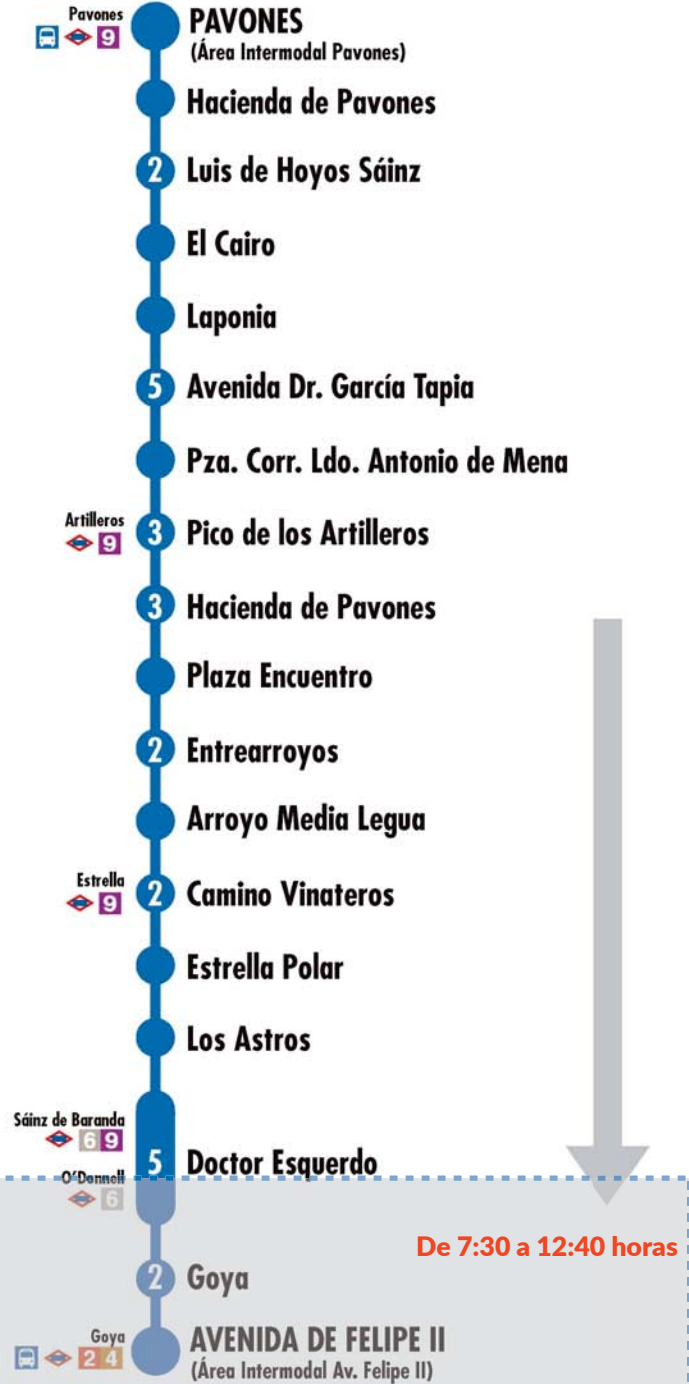 Pavones
9
PAVONES
(Área Intermodal Pavones)
Hacienda de Pavones
2 Luis de Hoyos Sáinz
El Cairo
Laponia
5 Avenida Dr. García Tapia
Pza. Corr. Ldo. Antonio de Mena
Artilleros
9
3 Pico de los Artilleros
3 Hacienda de Pavones
Plaza Encuentro
2 Entrearroyos
Arroyo Media Legua
Estrella
9
2 Camino Vinateros
Estrella Polar
Los Astros
Sáinz de Baranda
6 9
5 Doctor Esquerdo
O'Donnell
6
De 7:30 a 12:40 horas
2 Goya
Goya
2 4
AVENIDA DE FELIPE II
(Área Intermodal Av. Felipe II)